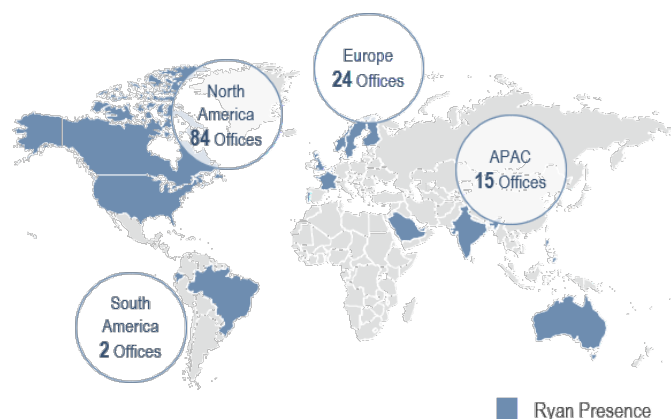 Europe
24 Offices
North
America
84 Offices
APAC
15 Offices
South
America
2 Offices
Ryan Presence